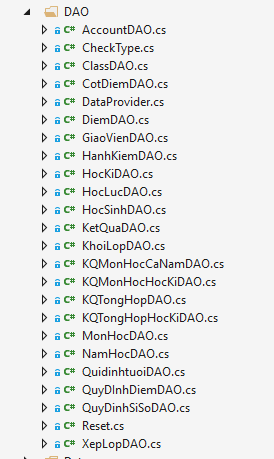 DAO
C# AccountDAO.cs
C# CheckType.cs
C# ClassDAO.cs
C# CotDiemDAO.cs
C# DataProvider.cs
C# DiemDAO.cs
C# GiaoVienDAO.cs
C# HanhKiemDAO.cs
C# HocKiDAO.cs
C# HocLucDAO.cs
C# HocSinhDAO.cs
C# KetQuaDAO.cs
C# KhoiLopDAO.cs
C# KQMonHocCaNamDAO.cs
C# KQMonHocHocKiDAO.cs
C# KQTongHopDAO.cs
C# KQTongHopHocKiDAO.cs
C# MonHocDAO.cs
C# NamHocDAO.cs
C# QuidinhtuoiDAO.cs
C# QuyDInhDiemDAO.cs
C# QuyDinhSiSoDAO.cs
C# Reset.cs
C# XepLopDAO.cs